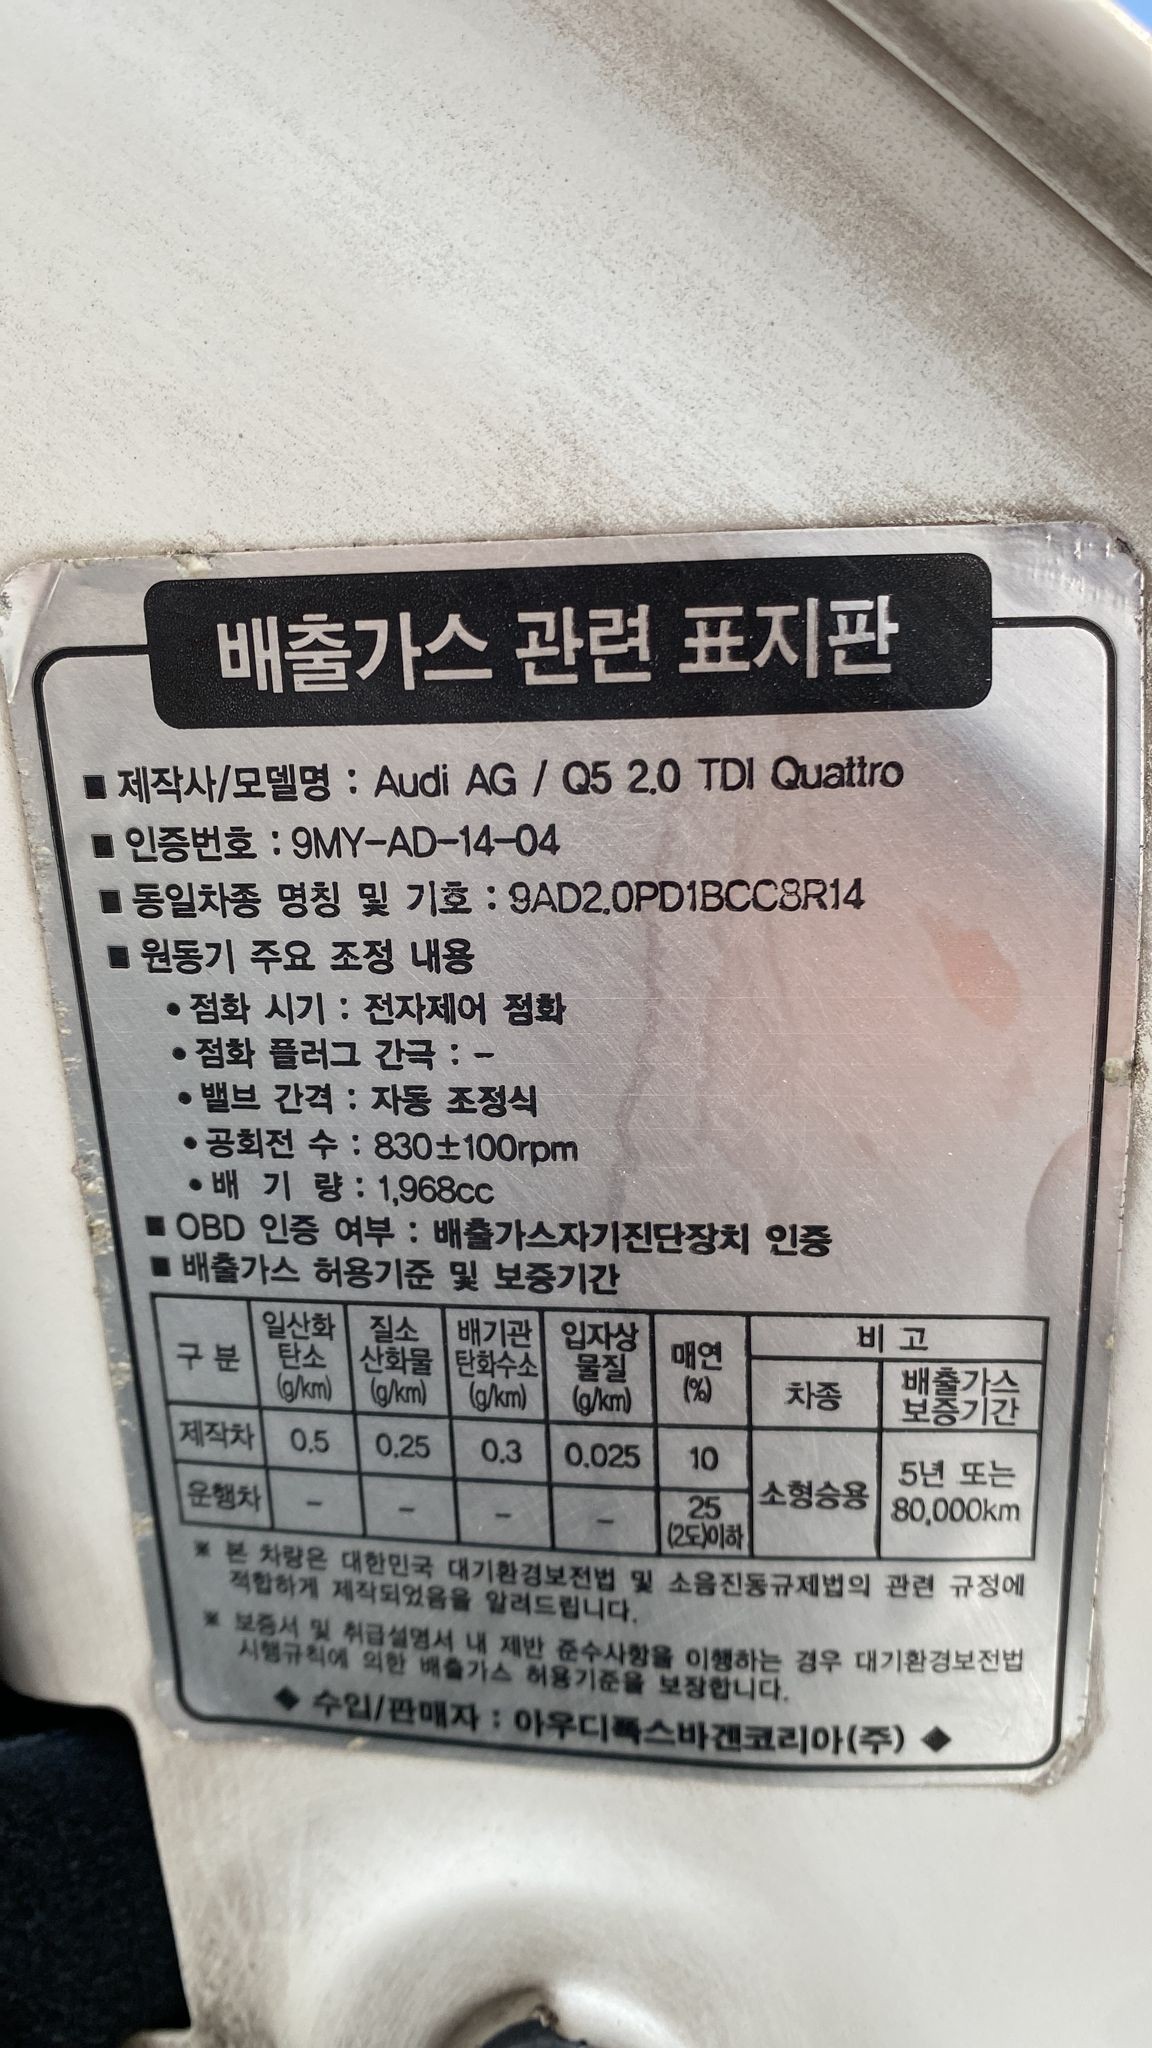 배출가스 관련 표지판
■ 제작사/모델명 : Audi AG / Q5 2.0 TDI Quattro
■ 인증번호 : 9MY-AD-14-04
■ 동일차종 명칭 및 기호 : 9AD2.0PD1BCC8R14
■ 원동기 주요 조정 내용
• 점화 시기 : 전자제어 점화
• 점화 플러그 간극 : -
• 밸브 간격 : 자동 조정식
• 공회전 수 : 830±100rpm
• 배 기 량 : 1,968cc
■ OBD 인증 여부 : 배출가스자기진단장치 인증
■ 배출가스 허용기준 및 보증기간
구 분 일산화탄소 (g/km) 질소산화물 (g/km) 배기관탄화수소 (g/km) 입자상물질 (g/km) 매연 (%) 비 고
차종 배출가스 보증기간
제작차 0.5 0.25 0.3 0.025 10 소형승용 5년 또는 80,000km
운행차 - - - - 25 (2도)이하
※ 본 차량은 대한민국 대기환경보전법 및 소음진동규제법의 관련 규정에
적합하게 제작되었음을 알려드립니다.
※ 보증서 및 취급설명서 내 제반 준수사항을 이행하는 경우 대기환경보전법
시행규칙에 의한 배출가스 허용기준을 보장합니다.
◆ 수입/판매자 : 아우디폭스바겐코리아(주) ◆